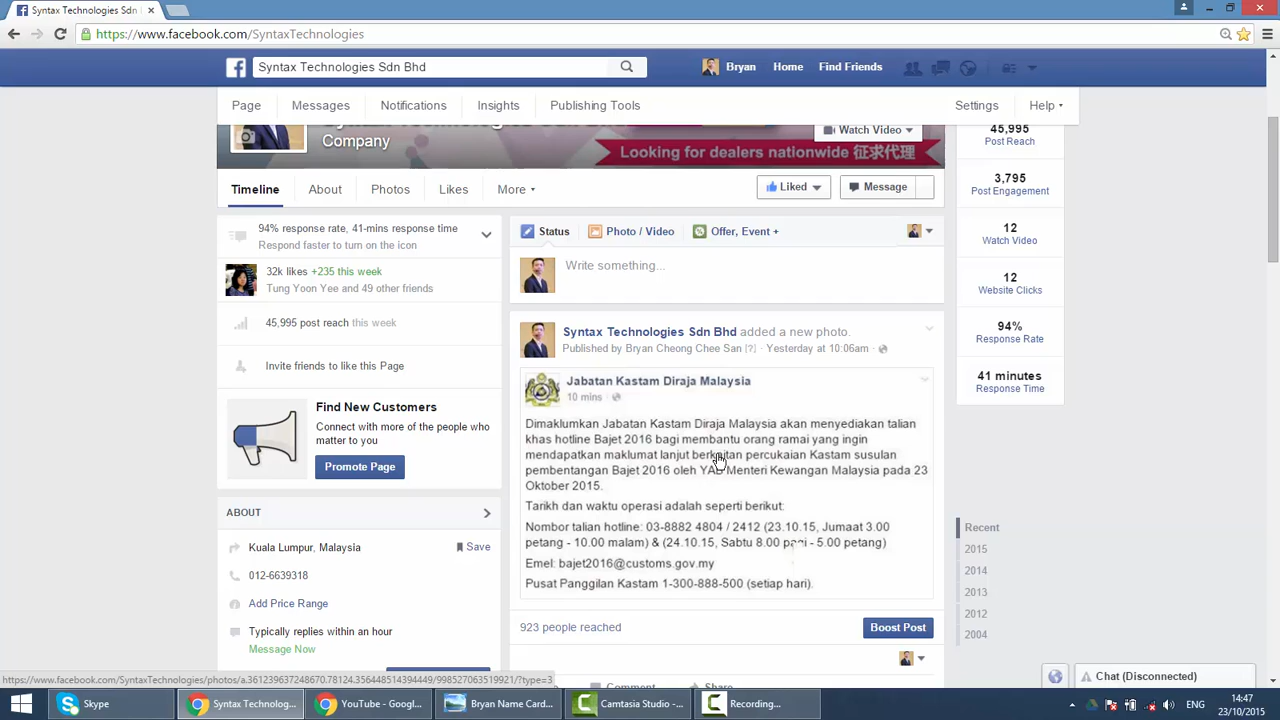 Syntax Technologies Sdn B
https://www.facebook.com/SyntaxTechnologies
Syntax Technologies Sdn Bhd
Bryan
Home
Find Friends
Page
Messages
Notifications
Insights
Publishing Tools
Settings
Help
Company
Watch Video
Looking for dealers nationwide 征求代理
Timeline
About
Photos
Likes
More
Liked
Message
45,995
Post Reach
3,795
Post Engagement
12
Watch Video
12
Website Clicks
94%
Response Rate
41 minutes
Response Time
94% response rate, 41-mins response time
Respond faster to turn on the icon
32k likes +235 this week
Tung Yoon Yee and 49 other friends
45,995 post reach this week
Invite friends to like this Page
Find New Customers
Connect with more of the people who
matter to you
Promote Page
ABOUT
Kuala Lumpur, Malaysia
Save
012-6639318
Add Price Range
Typically replies within an hour
Message Now
Status
Photo / Video
Offer, Event +
Write something...
Syntax Technologies Sdn Bhd added a new photo.
Published by Bryan Cheong Chee San [?] · Yesterday at 10:06am ·
Jabatan Kastam Diraja Malaysia
10 mins ·
Dimaklumkan Jabatan Kastam Diraja Malaysia akan menyediakan talian
khas hotline Bajet 2016 bagi membantu orang ramai yang ingin
mendapatkan maklumat lanjut berkaitan percukaian Kastam susulan
pembentangan Bajet 2016 oleh YAB Menteri Kewangan Malaysia pada 23
Oktober 2015.
Tarikh dan waktu operasi adalah seperti berikut:
Nombor talian hotline: 03-8882 4804 / 2412 (23.10.15, Jumaat 3.00
petang - 10.00 malam) & (24.10.15, Sabtu 8.00 pagi - 5.00 petang)
Emel: bajet2016@customs.gov.my
Pusat Panggilan Kastam 1-300-888-500 (setiap hari).
923 people reached
Boost Post
Comment
Share
Recent
2015
2014
2013
2012
2004
Chat (Disconnected)
https://www.facebook.com/SyntaxTechnologies/photos/a.361239637248670.78124.356448514394449/998527063519921/?type=3
Skype
Syntax Technolog...
YouTube - Googl...
Bryan Name Card...
Camtasia Studio -...
Recording...
ENG
14:47
23/10/2015